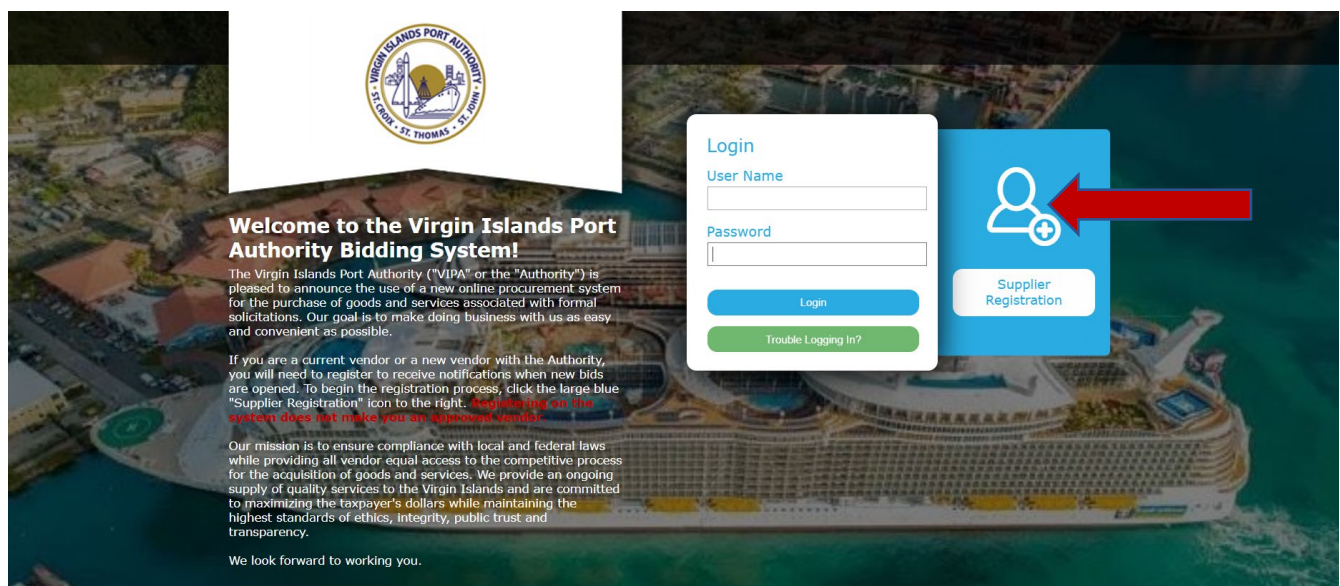 VIRGIN ISLANDS PORT AUTHORITY
· ST. CROIX · ST. THOMAS · ST. JOHN ·
Welcome to the Virgin Islands Port
Authority Bidding System!
The Virgin Islands Port Authority ("VIPA" or the "Authority") is
pleased to announce the use of a new online procurement system
for the purchase of goods and services associated with formal
solicitations. Our goal is to make doing business with us as easy
and convenient as possible.
If you are a current vendor or a new vendor with the Authority,
you will need to register to receive notifications when new bids
are opened. To begin the registration process, click the large blue
"Supplier Registration" icon to the right. Registering on the
system does not make you an approved vendor.
Our mission is to ensure compliance with local and federal laws
while providing all vendor equal access to the competitive process
for the acquisition of goods and services. We provide an ongoing
supply of quality services to the Virgin Islands and are committed
to maximizing the taxpayer's dollars while maintaining the
highest standards of ethics, integrity, public trust and
transparency.
We look forward to working you.
Login
User Name
Password
Login
Trouble Logging In?
Supplier
Registration